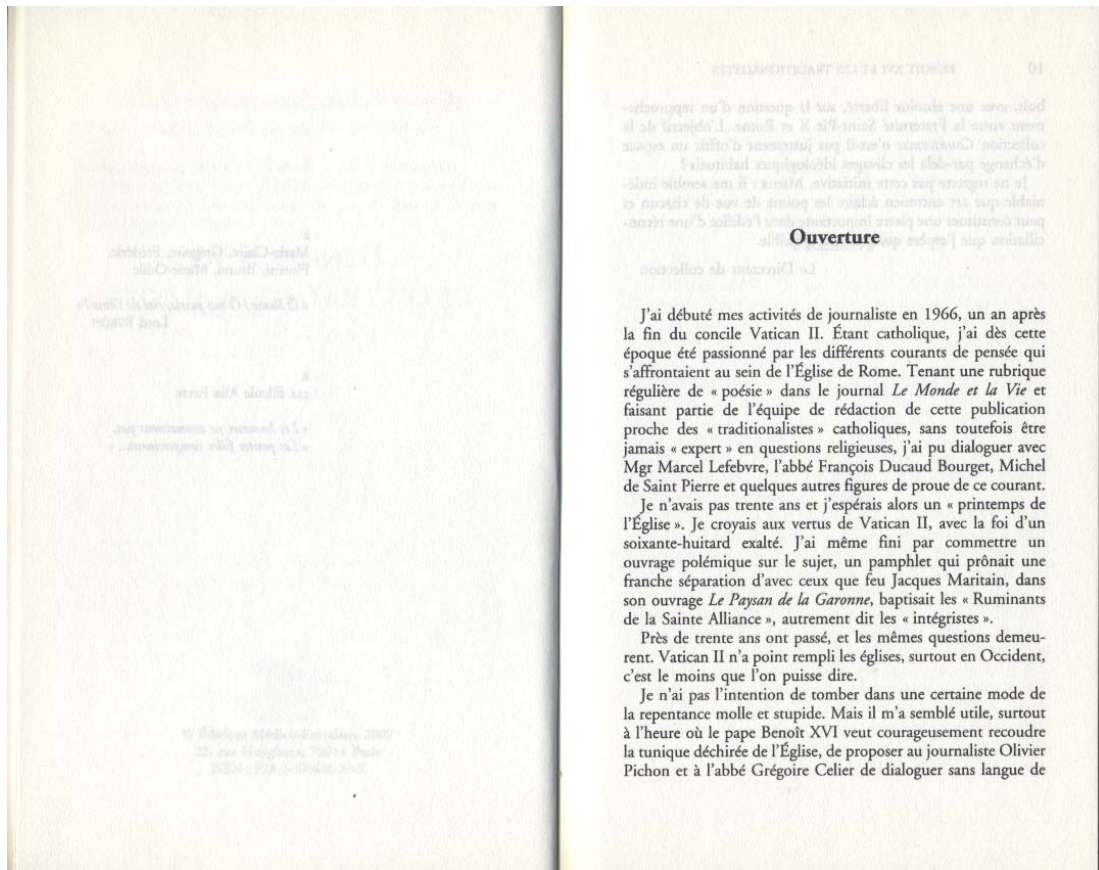 Ouverture
J'ai débuté mes activités de journaliste en 1966, un an après
la fin du concile Vatican II. Étant catholique, j'ai dès cette
époque été passionné par les différents courants de pensée qui
s'affrontaient au sein de l'Église de Rome. Tenant une rubrique
régulière de « poésie » dans le journal Le Monde et la Vie et
faisant partie de l'équipe de rédaction de cette publication
proche des « traditionalistes » catholiques, sans toutefois être
jamais « expert » en questions religieuses, j'ai pu dialoguer avec
Mgr Marcel Lefebvre, l'abbé François Ducaud Bourget, Michel
de Saint Pierre et quelques autres figures de proue de ce courant.
Je n'avais pas trente ans et j'espérais alors un « printemps de
l'Église ». Je croyais aux vertus de Vatican II, avec la foi d'un
soixante-huitard exalté. J'ai même fini par commettre un
ouvrage polémique sur le sujet, un pamphlet qui prônait une
franche séparation d'avec ceux que feu Jacques Maritain, dans
son ouvrage Le Paysan de la Garonne, baptisait les « Ruminants
de la Sainte Alliance », autrement dit les « intégristes ».
Près de trente ans ont passé, et les mêmes questions demeu-
rent. Vatican II n'a point rempli les églises, surtout en Occident,
c'est le moins que l'on puisse dire.
Je n'ai pas l'intention de tomber dans une certaine mode de
la repentance molle et stupide. Mais il m'a semblé utile, surtout
à l'heure où le pape Benoît XVI veut courageusement recoudre
la tunique déchirée de l'Église, de proposer au journaliste Olivier
Pichon et à l'abbé Grégoire Celier de dialoguer sans langue de